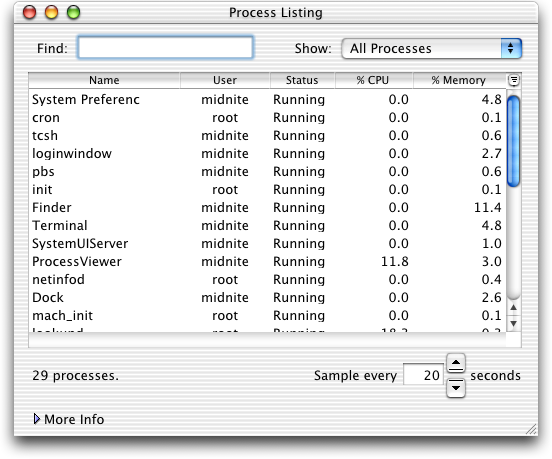 Process Listing
Find: Show: All Processes
Name User Status % CPU % Memory
System Preferenc midnite Running 0.0 4.8
cron root Running 0.0 0.1
tcsh midnite Running 0.0 0.6
loginwindow midnite Running 0.0 2.7
pbs midnite Running 0.0 0.6
init root Running 0.0 0.1
Finder midnite Running 0.0 11.4
Terminal midnite Running 0.0 4.8
SystemUIServer midnite Running 0.0 1.0
ProcessViewer midnite Running 11.8 3.0
netinfod root Running 0.0 0.4
Dock midnite Running 0.0 2.6
mach_init root Running 0.0 0.1
root Running
29 processes. Sample every 20 seconds
More Info